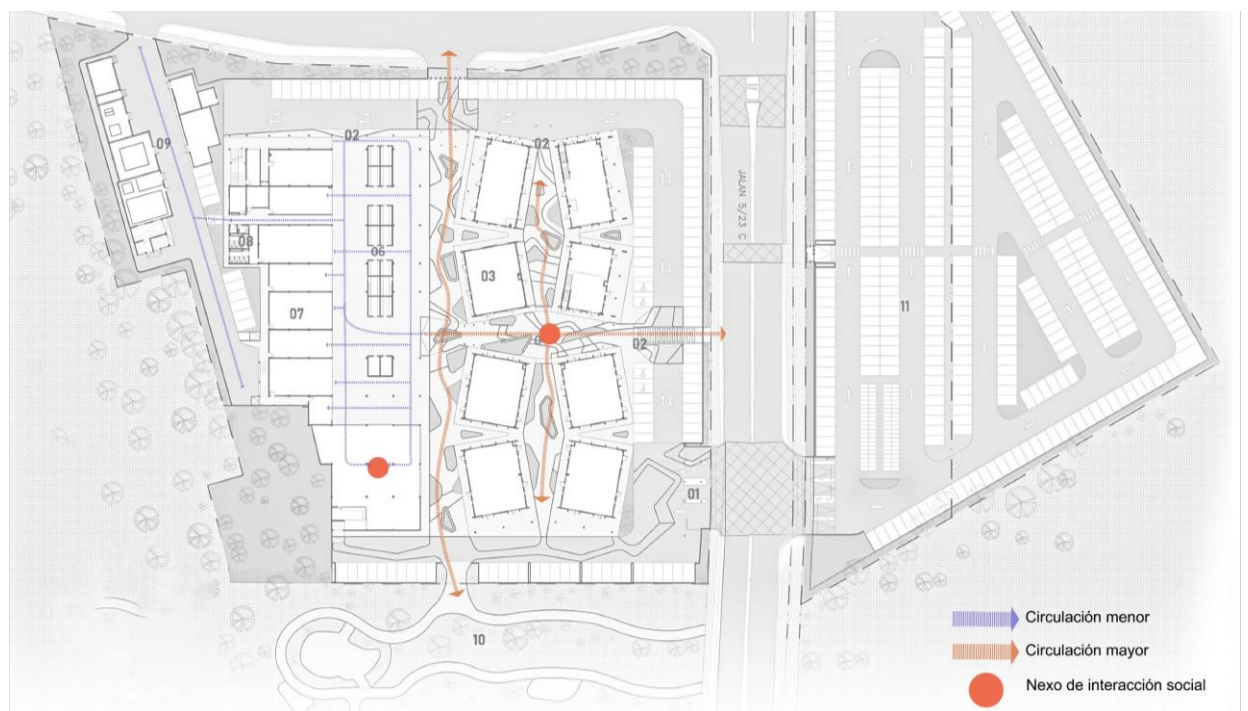 02
02
09
JALAN 5/23 C
08
06
03
07
11
02
01
10
Circulación menor
Circulación mayor
Nexo de interacción social